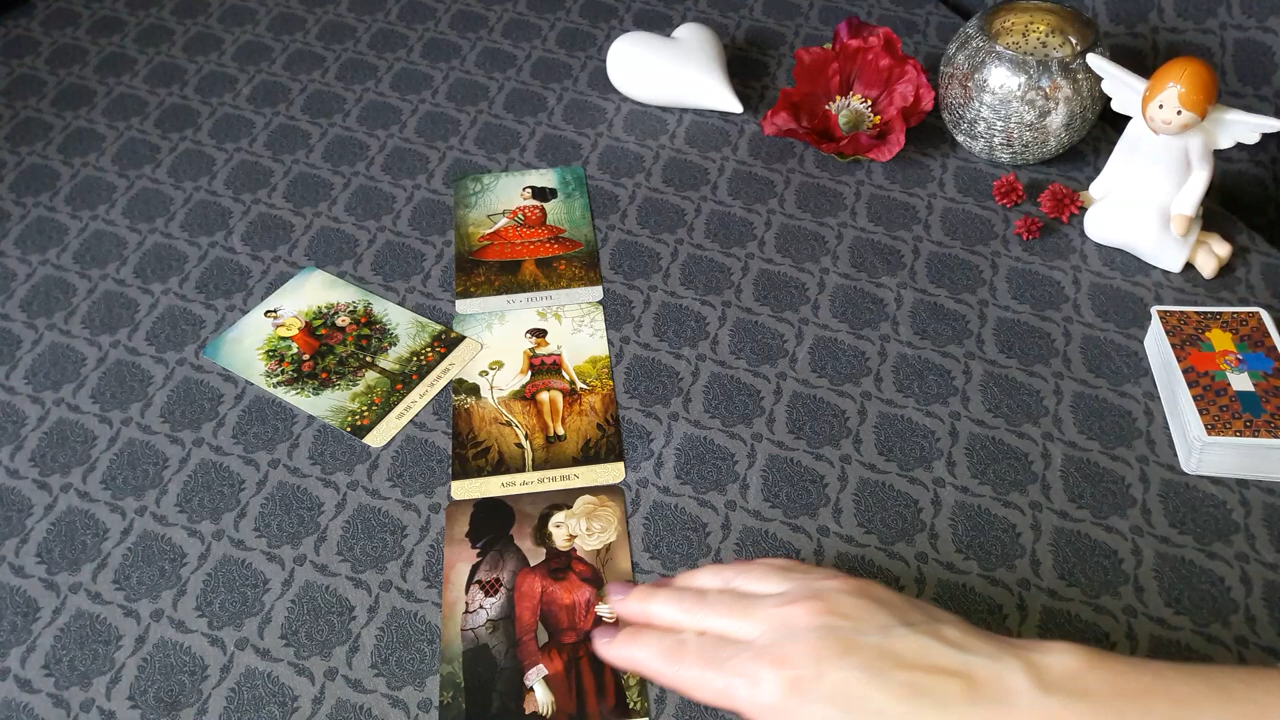 XV • TEUFEL
SIEBEN der SCHEIBEN
ASS der SCHEIBEN